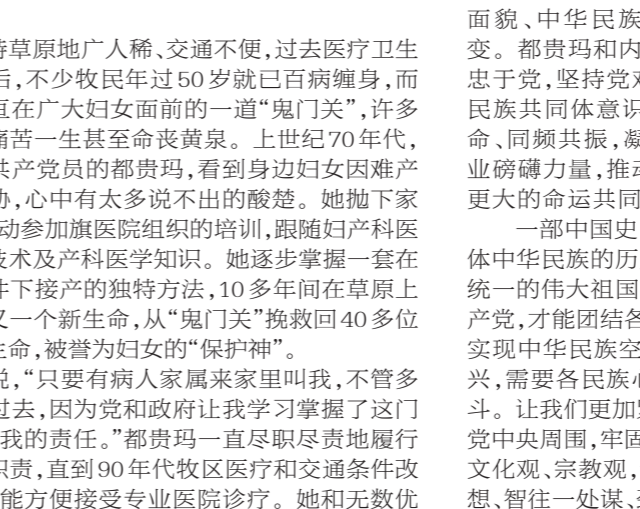 特草原地广人稀、交通不便,过去医疗卫生
后,不少牧民年过50岁就已百病缠身,而
直在广大妇女面前的一道“鬼门关”,许多
痛苦一生甚至命丧黄泉。上世纪70年代,
共产党员的都贵玛,看到身边妇女因难产
胁,心中有太多说不出的酸楚。她抛下家
动参加旗医院组织的培训,跟随妇产科医
技术及产科医学知识。她逐步掌握一套在
件下接产的独特方法,10多年间在草原上
又一个新生命,从“鬼门关”挽救回40多位
生命,被誉为妇女的“保护神”。
说,“只要有病人家属来家里叫我,不管多
过去,因为党和政府让我学习掌握了这门
我的责任。”都贵玛一直尽职尽责地履行
职责,直到90年代牧区医疗和交通条件改
能方便接受专业医院诊疗。她和无数优
面貌、中华民族
变。都贵玛和内
忠于党,坚持党对
民族共同体意识
命、同频共振,凝
业磅礴力量,推动
更大的命运共同
一部中国史
体中华民族的历
统一的伟大祖国
产党,才能团结各
实现中华民族空
兴,需要各民族心
斗。让我们更加紧
党中央周围,牢固
文化观、宗教观,
想、智往一处谋、